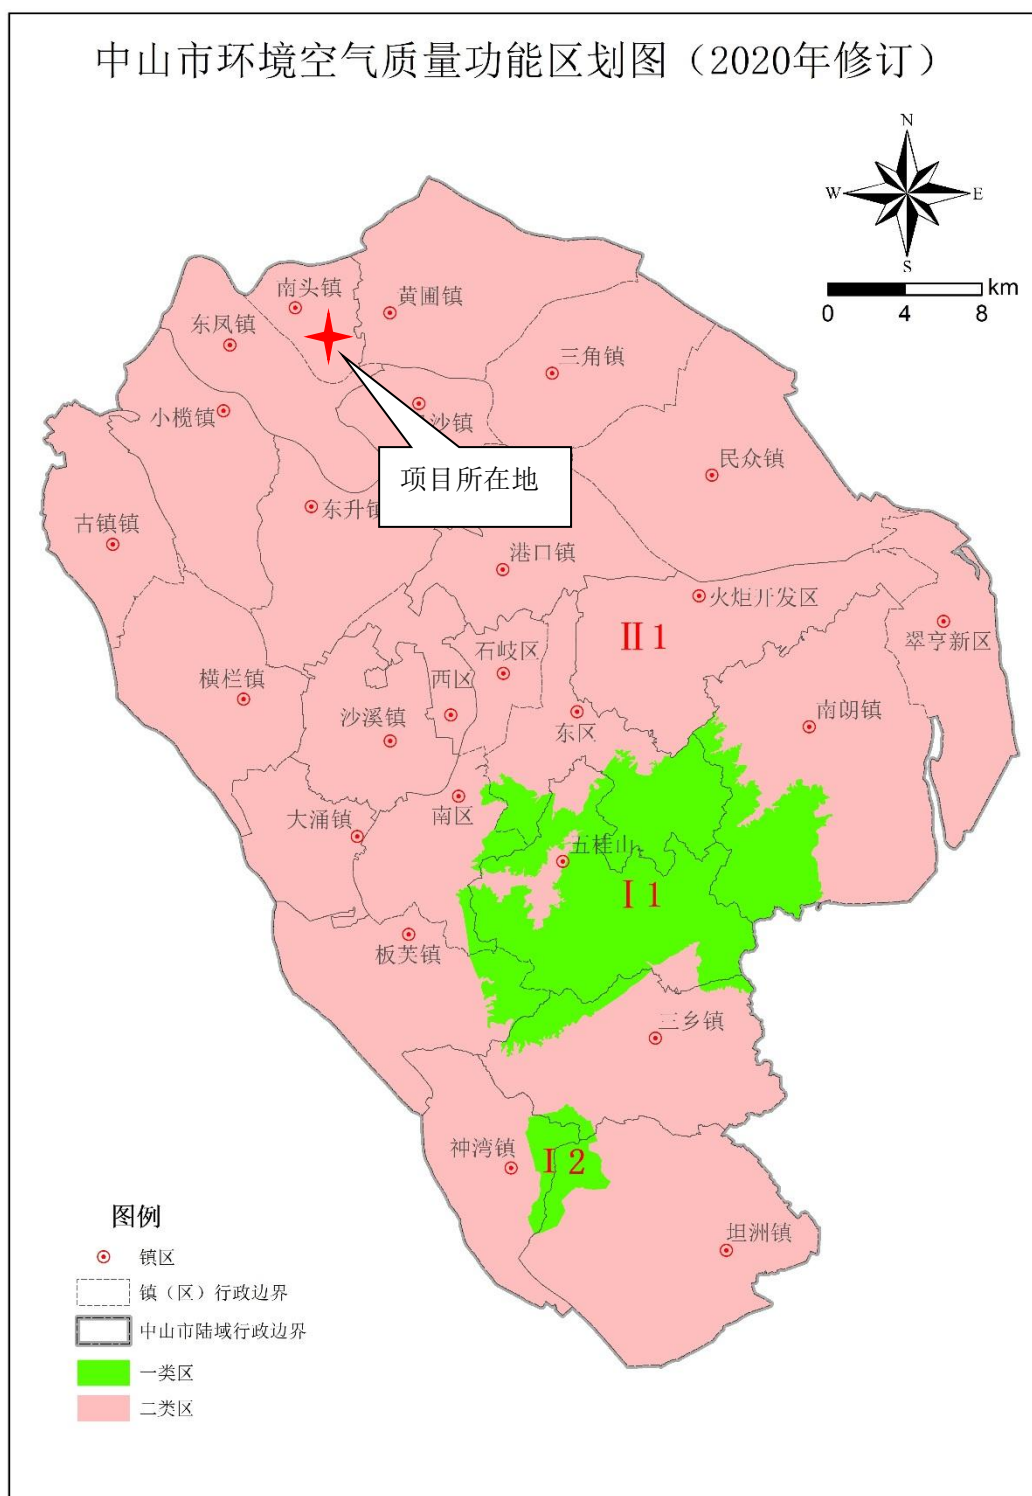 中山市环境空气质量功能区划图（2020年修订）
N
W
E
S
km
0
4
8
南头镇
黄圃镇
东凤镇
三角镇
小榄镇
沙镇
民众镇
项目所在地
东升镇
古镇镇
港口镇
火炬开发区
Ⅱ1
翠亨新区
石岐区
横栏镇
西区
沙溪镇
东区
南朗镇
南区
大涌镇
五桂山
Ⅰ1
板芙镇
三乡镇
神湾镇
Ⅰ2
坦洲镇
图例
镇区
镇（区）行政边界
中山市陆域行政边界
一类区
二类区